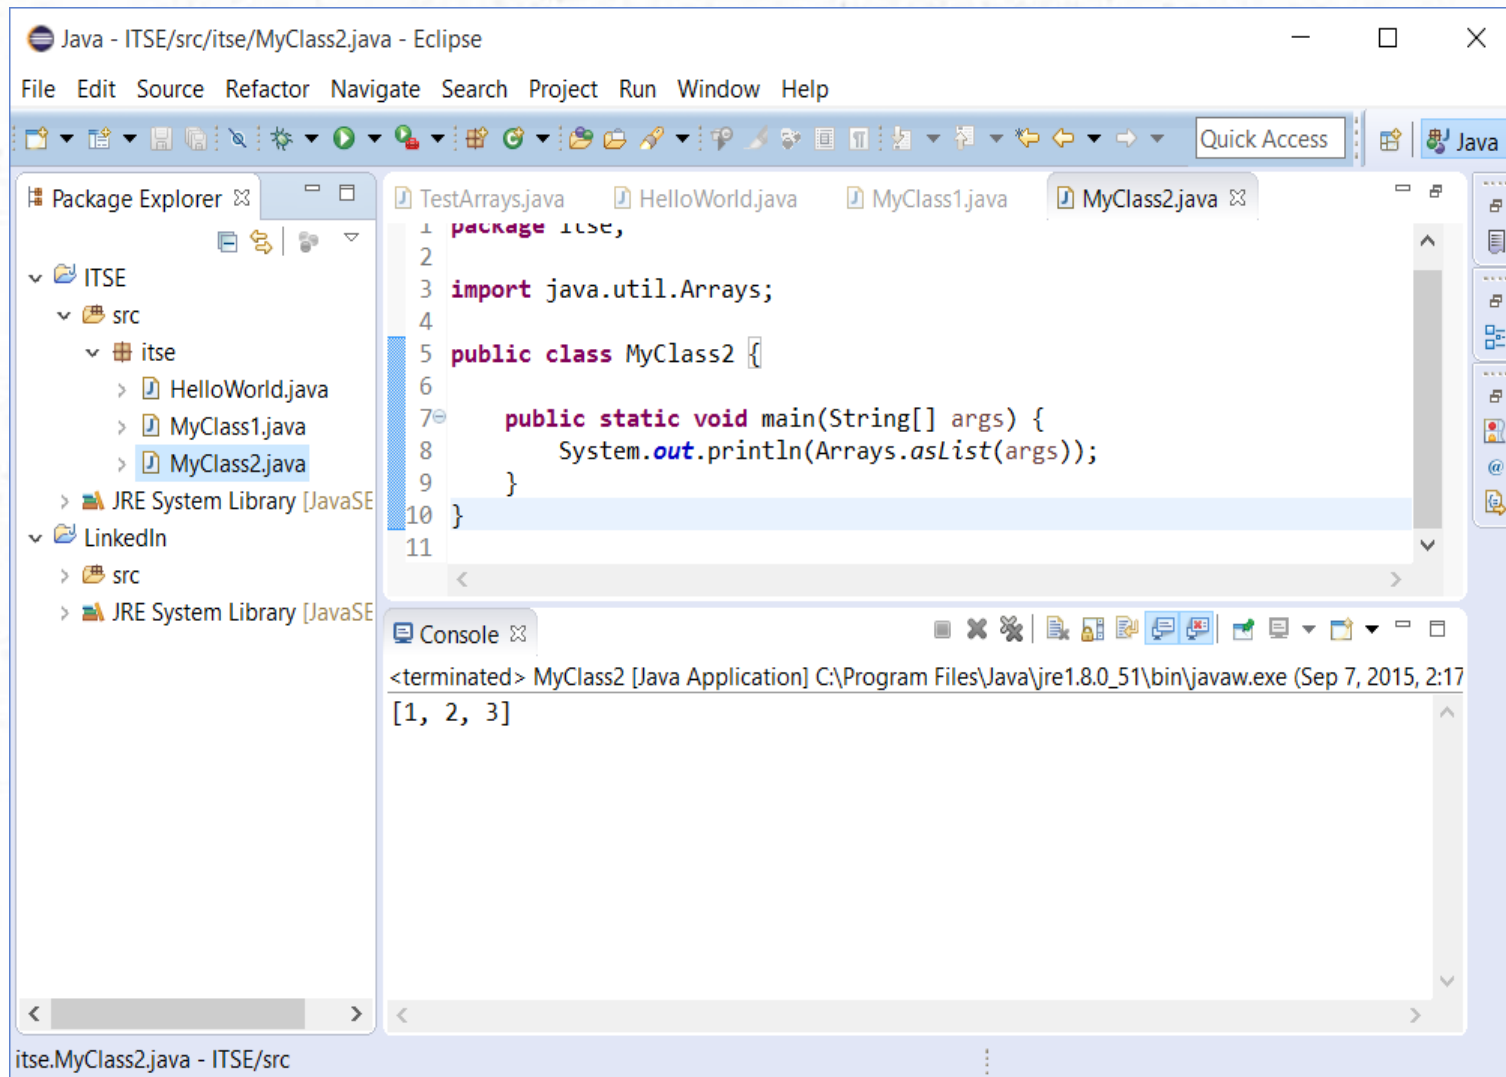 Java - ITSE/src/itse/MyClass2.java - Eclipse
File Edit Source Refactor Navigate Search Project Run Window Help
Quick Access
Java
Package Explorer
ITSE
src
itse
HelloWorld.java
MyClass1.java
MyClass2.java
JRE System Library [JavaSE
LinkedIn
src
JRE System Library [JavaSE
TestArrays.java HelloWorld.java MyClass1.java MyClass2.java
1 package itse;
2
3 import java.util.Arrays;
4
5 public class MyClass2 {
6
7 public static void main(String[] args) {
8 System.out.println(Arrays.asList(args));
9 }
10 }
11
Console
<terminated> MyClass2 [Java Application] C:\Program Files\Java\jre1.8.0_51\bin\javaw.exe (Sep 7, 2015, 2:17
[1, 2, 3]
itse.MyClass2.java - ITSE/src